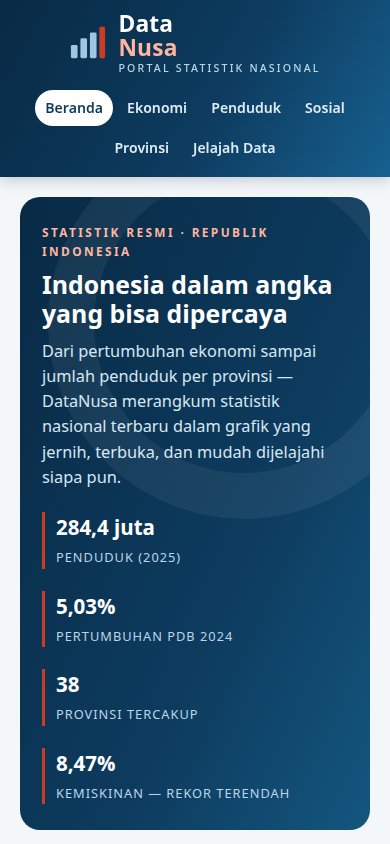 Data
Nusa
PORTAL STATISTIK NASIONAL
Beranda Ekonomi Penduduk Sosial
Provinsi Jelajah Data
STATISTIK RESMI · REPUBLIK
INDONESIA
Indonesia dalam angka
yang bisa dipercaya
Dari pertumbuhan ekonomi sampai
jumlah penduduk per provinsi —
DataNusa merangkum statistik
nasional terbaru dalam grafik yang
jernih, terbuka, dan mudah dijelajahi
siapa pun.
284,4 juta
PENDUDUK (2025)
5,03%
PERTUMBUHAN PDB 2024
38
PROVINSI TERCAKUP
8,47%
KEMISKINAN — REKOR TERENDAH